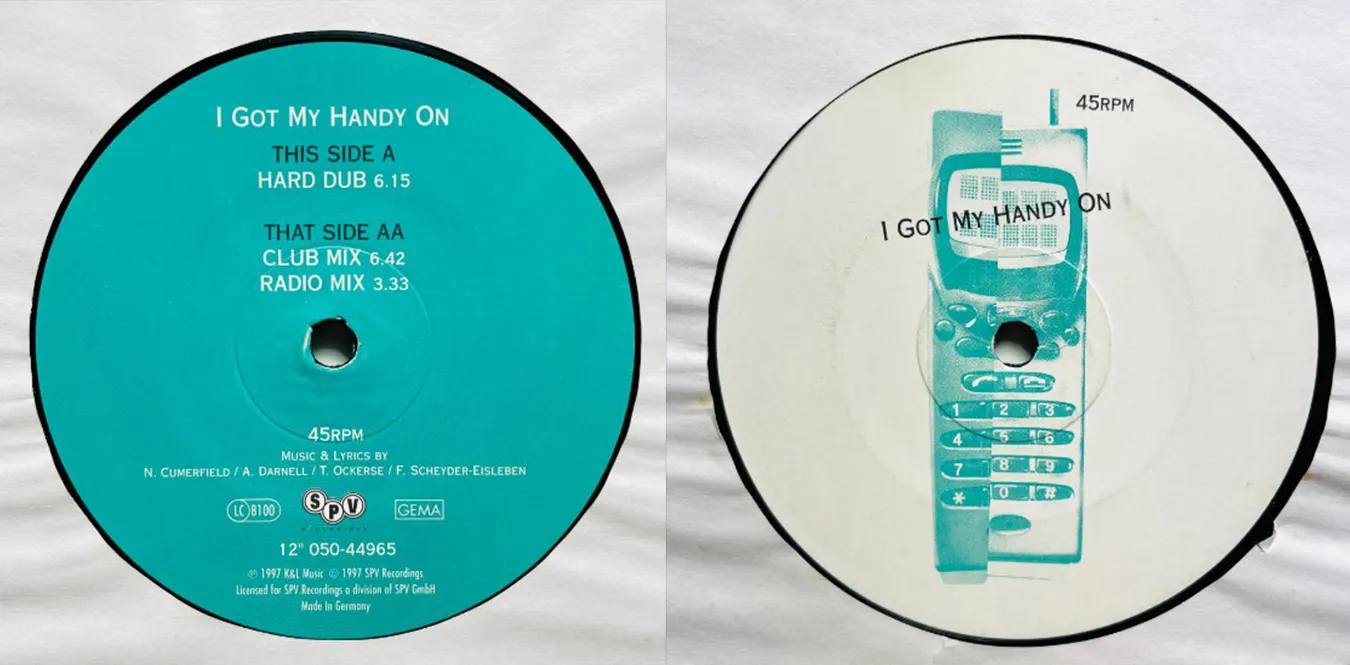 I GOT MY HANDY ON
THIS SIDE A
HARD DUB 6.15
THAT SIDE AA
CLUB MIX 6.42
RADIO MIX 3.33
45RPM
MUSIC & LYRICS BY
N. CUMERFIELD / A. DARNELL / T. OCKERSE / F. SCHEYDER-EISLEBEN
LC 8100
SPV
GEMA
12" 050-44965
℗ 1997 K&L Music © 1997 SPV Recordings
Licensed for SPV Recordings a division of SPV GmbH
Made In Germany
45RPM
I GOT MY HANDY ON
1 2 3
4 5 6
7 8 9
* 0 #